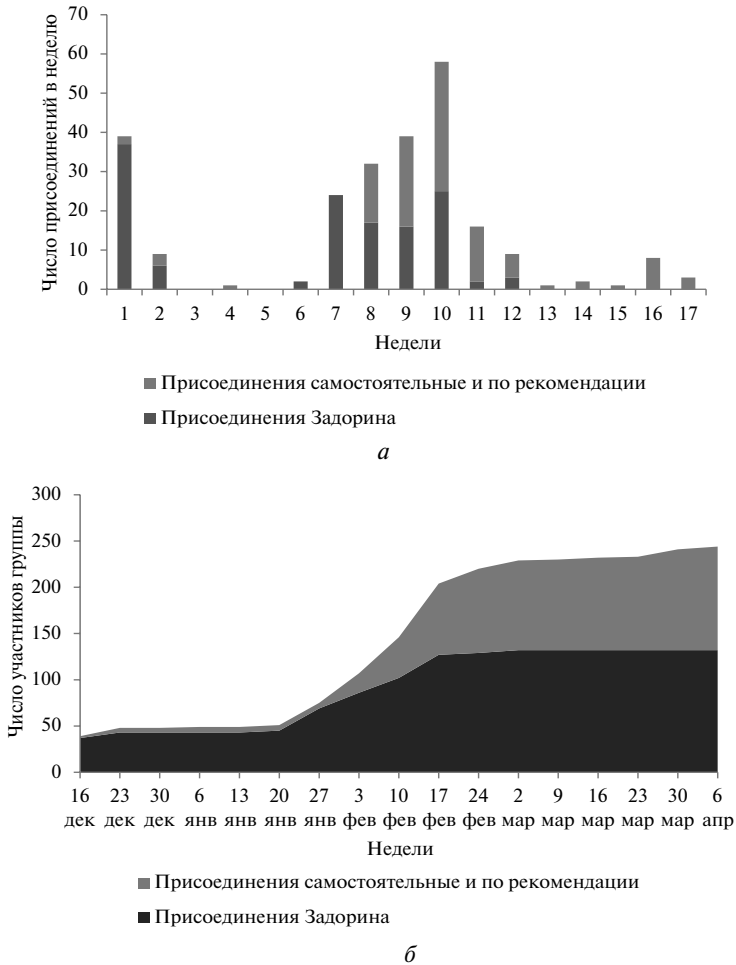 Число присоединений в неделю
70
60
50
40
30
20
10
0
1 2 3 4 5 6 7 8 9 10 11 12 13 14 15 16 17
Недели
Присоединения самостоятельные и по рекомендации
Присоединения Задорина
а
Число участников группы
300
250
200
150
100
50
0
16 23 30 6 13 20 27 3 10 17 24 2 9 16 23 30 6
дек дек дек янв янв янв янв фев фев фев фев мар мар мар мар мар апр
Недели
Присоединения самостоятельные и по рекомендации
Присоединения Задорина
б